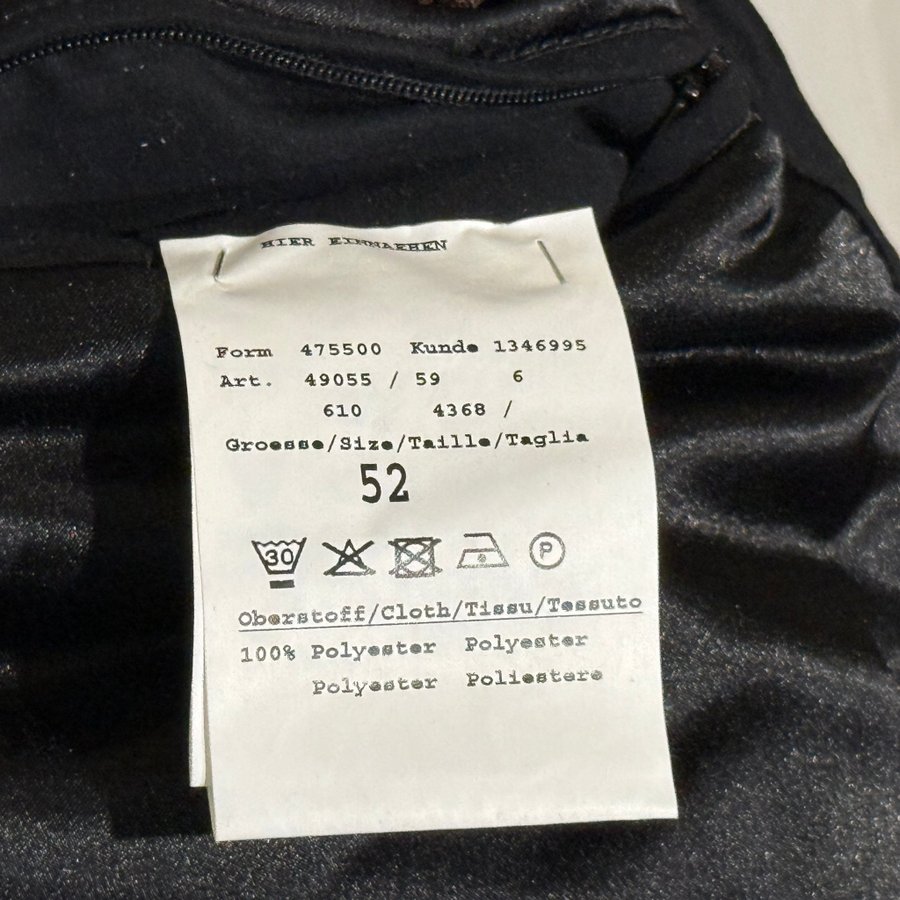 HIER EINNAEHEN
Form 475500 Kunde 1346995
Art. 49055 / 59 6
610 4368 /
Groesse/Size/Taille/Taglia
52
30 P
Oberstoff/Cloth/Tissu/Tessuto
100% Polyester Polyester
Polyester Poliestere